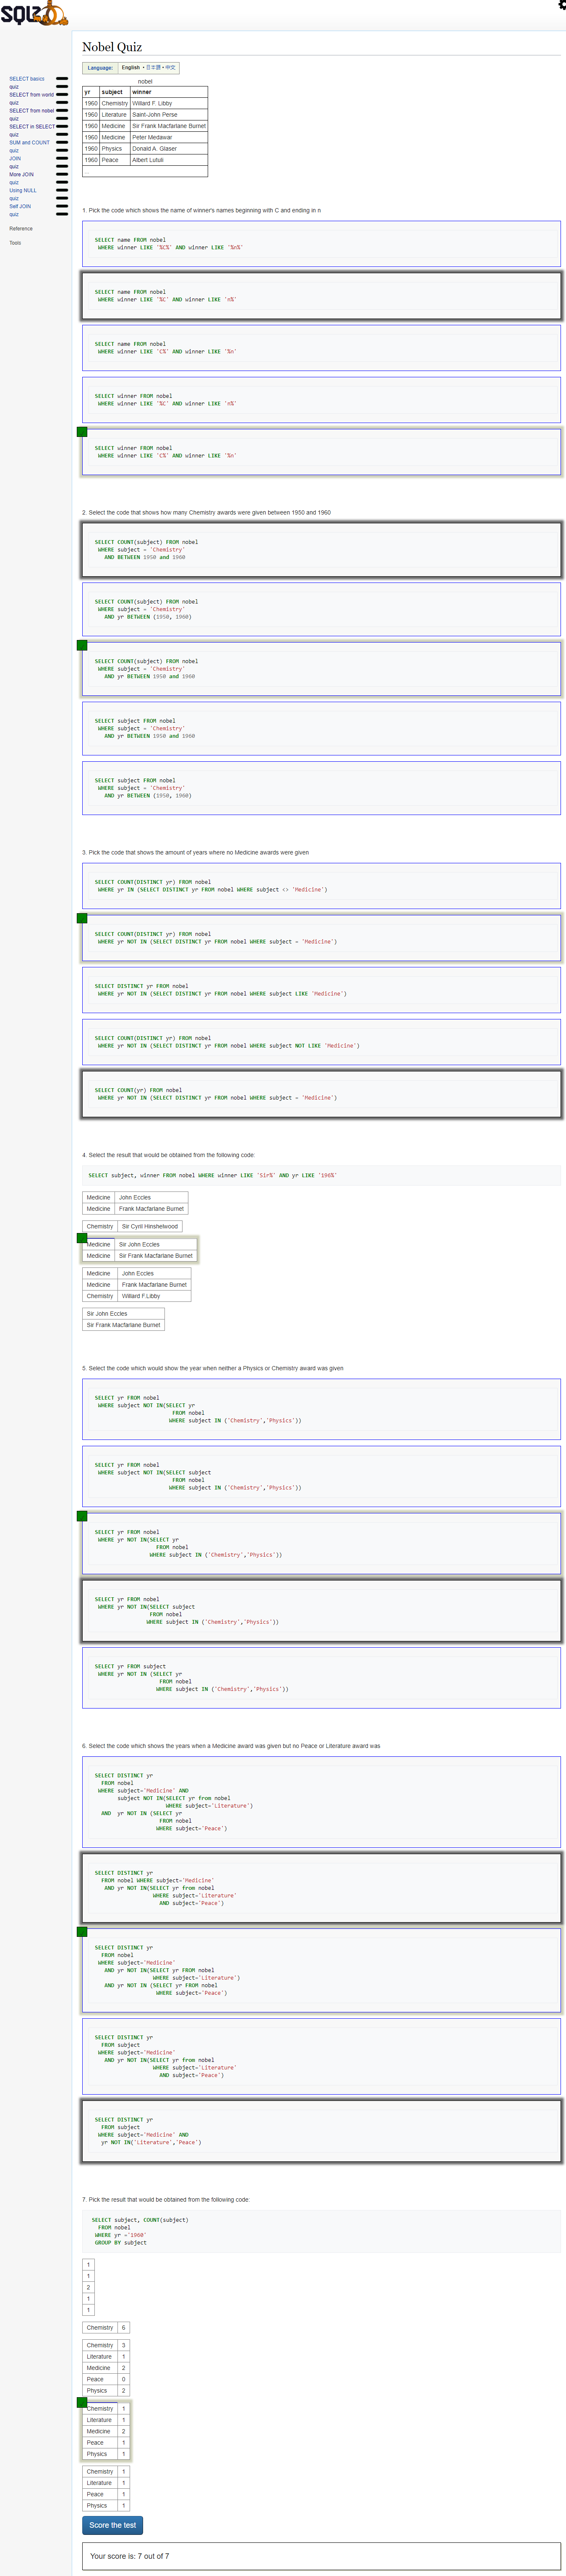 SQLZOO
SELECT basics
quiz
SELECT from world
quiz
SELECT from nobel
quiz
SELECT in SELECT
quiz
SUM and COUNT
quiz
JOIN
quiz
More JOIN
quiz
Using NULL
quiz
Self JOIN
quiz
Reference
Tools
Nobel Quiz
Language: English • 日本語 • 中文
nobel
yr subject winner
1960 Chemistry Willard F. Libby
1960 Literature Saint-John Perse
1960 Medicine Sir Frank Macfarlane Burnet
1960 Medicine Peter Medawar
1960 Physics Donald A. Glaser
1960 Peace Albert Lutuli
...
1. Pick the code which shows the name of winner's names beginning with C and ending in n
SELECT name FROM nobel
WHERE winner LIKE '%C%' AND winner LIKE '%n%'
SELECT name FROM nobel
WHERE winner LIKE '%C' AND winner LIKE 'n%'
SELECT name FROM nobel
WHERE winner LIKE 'C%' AND winner LIKE '%n'
SELECT winner FROM nobel
WHERE winner LIKE '%C' AND winner LIKE 'n%'
SELECT winner FROM nobel
WHERE winner LIKE 'C%' AND winner LIKE '%n'
2. Select the code that shows how many Chemistry awards were given between 1950 and 1960
SELECT COUNT(subject) FROM nobel
WHERE subject = 'Chemistry'
AND BETWEEN 1950 and 1960
SELECT COUNT(subject) FROM nobel
WHERE subject = 'Chemistry'
AND yr BETWEEN (1950, 1960)
SELECT COUNT(subject) FROM nobel
WHERE subject = 'Chemistry'
AND yr BETWEEN 1950 and 1960
SELECT subject FROM nobel
WHERE subject = 'Chemistry'
AND yr BETWEEN 1950 and 1960
SELECT subject FROM nobel
WHERE subject = 'Chemistry'
AND yr BETWEEN (1950, 1960)
3. Pick the code that shows the amount of years where no Medicine awards were given
SELECT COUNT(DISTINCT yr) FROM nobel
WHERE yr IN (SELECT DISTINCT yr FROM nobel WHERE subject <> 'Medicine')
SELECT COUNT(DISTINCT yr) FROM nobel
WHERE yr NOT IN (SELECT DISTINCT yr FROM nobel WHERE subject = 'Medicine')
SELECT DISTINCT yr FROM nobel
WHERE yr NOT IN (SELECT DISTINCT yr FROM nobel WHERE subject LIKE 'Medicine')
SELECT COUNT(DISTINCT yr) FROM nobel
WHERE yr NOT IN (SELECT DISTINCT yr FROM nobel WHERE subject NOT LIKE 'Medicine')
SELECT COUNT(yr) FROM nobel
WHERE yr NOT IN (SELECT DISTINCT yr FROM nobel WHERE subject = 'Medicine')
4. Select the result that would be obtained from the following code:
SELECT subject, winner FROM nobel WHERE winner LIKE 'Sir%' AND yr LIKE '196%'
Medicine John Eccles
Medicine Frank Macfarlane Burnet
Chemistry Sir Cyril Hinshelwood
Medicine Sir John Eccles
Medicine Sir Frank Macfarlane Burnet
Medicine John Eccles
Medicine Frank Macfarlane Burnet
Chemistry Willard F.Libby
Sir John Eccles
Sir Frank Macfarlane Burnet
5. Select the code which would show the year when neither a Physics or Chemistry award was given
SELECT yr FROM nobel
WHERE subject NOT IN(SELECT yr
FROM nobel
WHERE subject IN ('Chemistry','Physics'))
SELECT yr FROM nobel
WHERE subject NOT IN(SELECT subject
FROM nobel
WHERE subject IN ('Chemistry','Physics'))
SELECT yr FROM nobel
WHERE yr NOT IN(SELECT yr
FROM nobel
WHERE subject IN ('Chemistry','Physics'))
SELECT yr FROM nobel
WHERE yr NOT IN(SELECT subject
FROM nobel
WHERE subject IN ('Chemistry','Physics'))
SELECT yr FROM subject
WHERE yr NOT IN (SELECT yr
FROM nobel
WHERE subject IN ('Chemistry','Physics'))
6. Select the code which shows the years when a Medicine award was given but no Peace or Literature award was
SELECT DISTINCT yr
FROM nobel
WHERE subject='Medicine' AND
subject NOT IN(SELECT yr from nobel
WHERE subject='Literature')
AND yr NOT IN (SELECT yr
FROM nobel
WHERE subject='Peace')
SELECT DISTINCT yr
FROM nobel WHERE subject='Medicine'
AND yr NOT IN(SELECT yr from nobel
WHERE subject='Literature'
AND subject='Peace')
SELECT DISTINCT yr
FROM nobel
WHERE subject='Medicine'
AND yr NOT IN(SELECT yr FROM nobel
WHERE subject='Literature')
AND yr NOT IN (SELECT yr FROM nobel
WHERE subject='Peace')
SELECT DISTINCT yr
FROM subject
WHERE subject='Medicine'
AND yr NOT IN(SELECT yr from nobel
WHERE subject='Literature'
AND subject='Peace')
SELECT DISTINCT yr
FROM subject
WHERE subject='Medicine' AND
yr NOT IN('Literature','Peace')
7. Pick the result that would be obtained from the following code:
SELECT subject, COUNT(subject)
FROM nobel
WHERE yr ='1960'
GROUP BY subject
1
1
2
1
1
Chemistry 6
Chemistry 3
Literature 1
Medicine 2
Peace 0
Physics 2
Chemistry 1
Literature 1
Medicine 2
Peace 1
Physics 1
Chemistry 1
Literature 1
Peace 1
Physics 1
Score the test
Your score is: 7 out of 7